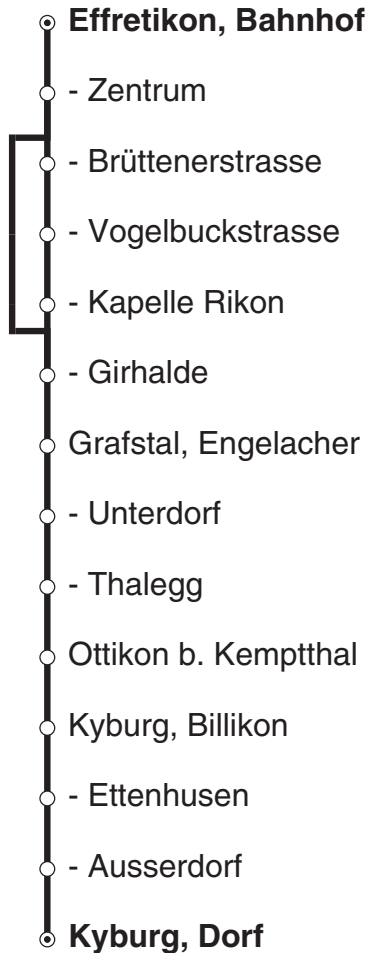 Effretikon, Bahnhof
- Zentrum
- Brüttenerstrasse
- Vogelbuckstrasse
- Kapelle Rikon
- Girhalde
Grafstal, Engelacher
- Unterdorf
- Thalegg
Ottikon b. Kemptthal
Kyburg, Billikon
- Ettenhusen
- Ausserdorf
Kyburg, Dorf